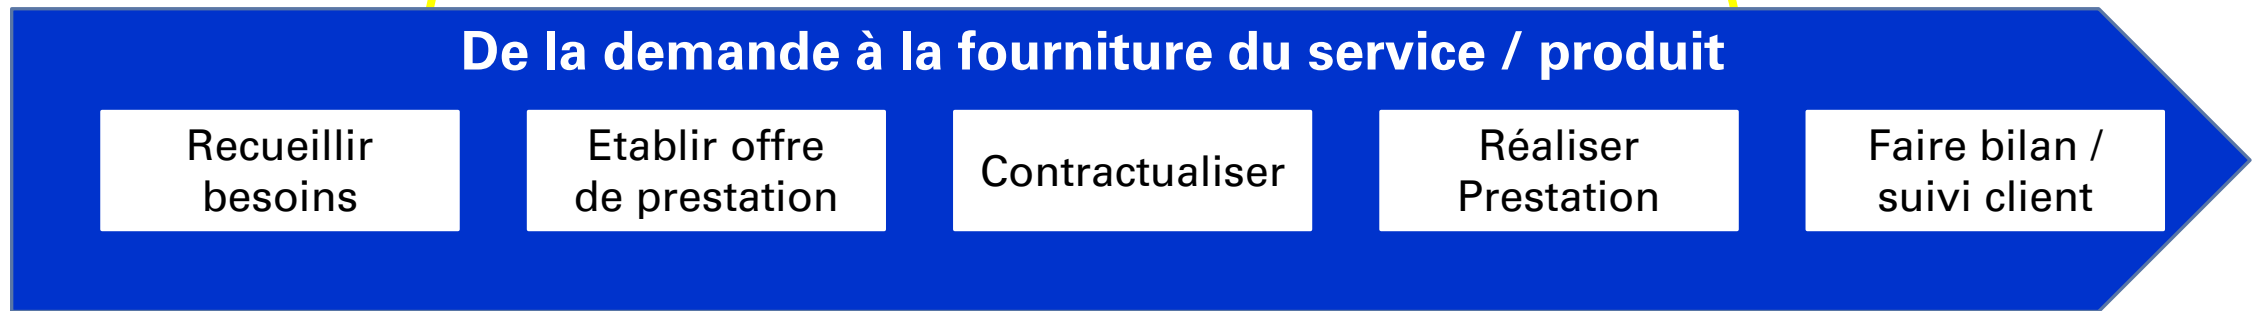 De la demande à la fourniture du service / produit
Recueillir
besoins
Etablir offre
de prestation
Contractualiser
Réaliser
Prestation
Faire bilan /
suivi client